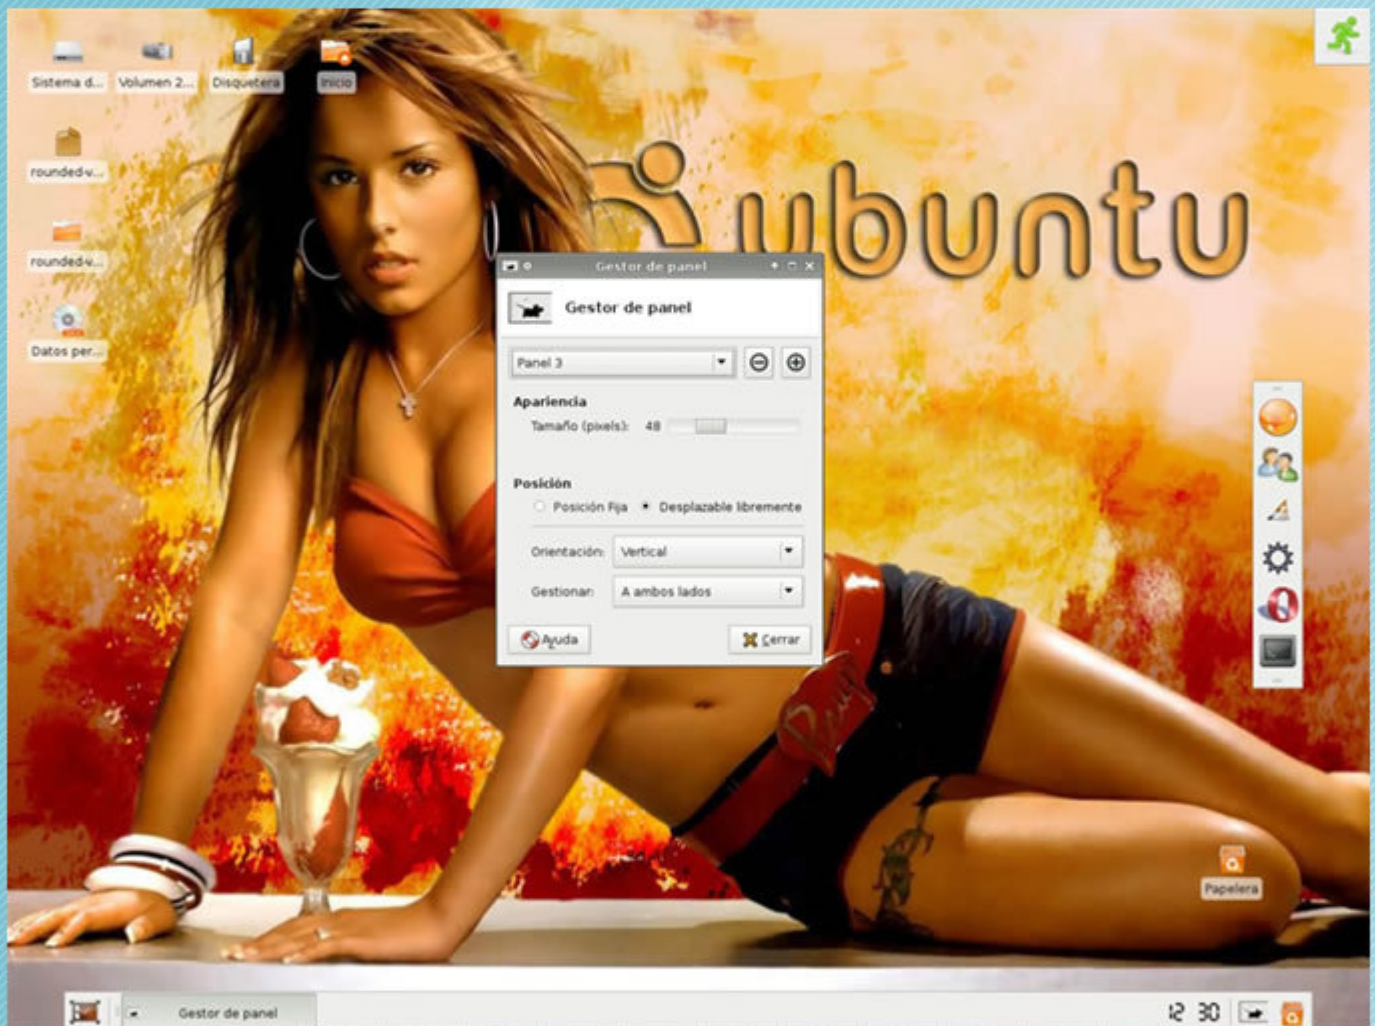 Sistema d...
Volumen 2...
Disquetera
Inicio
rounded-v...
rounded-v...
Datos per...
ubuntu
Gestor de panel
Gestor de panel
Panel 3
Apariencia
Tamaño (pixels): 48
Posición
Posición Fija
Desplazable libremente
Orientación: Vertical
Gestionar: A ambos lados
Ayuda
Cerrar
Papelera
Gestor de panel
12 30